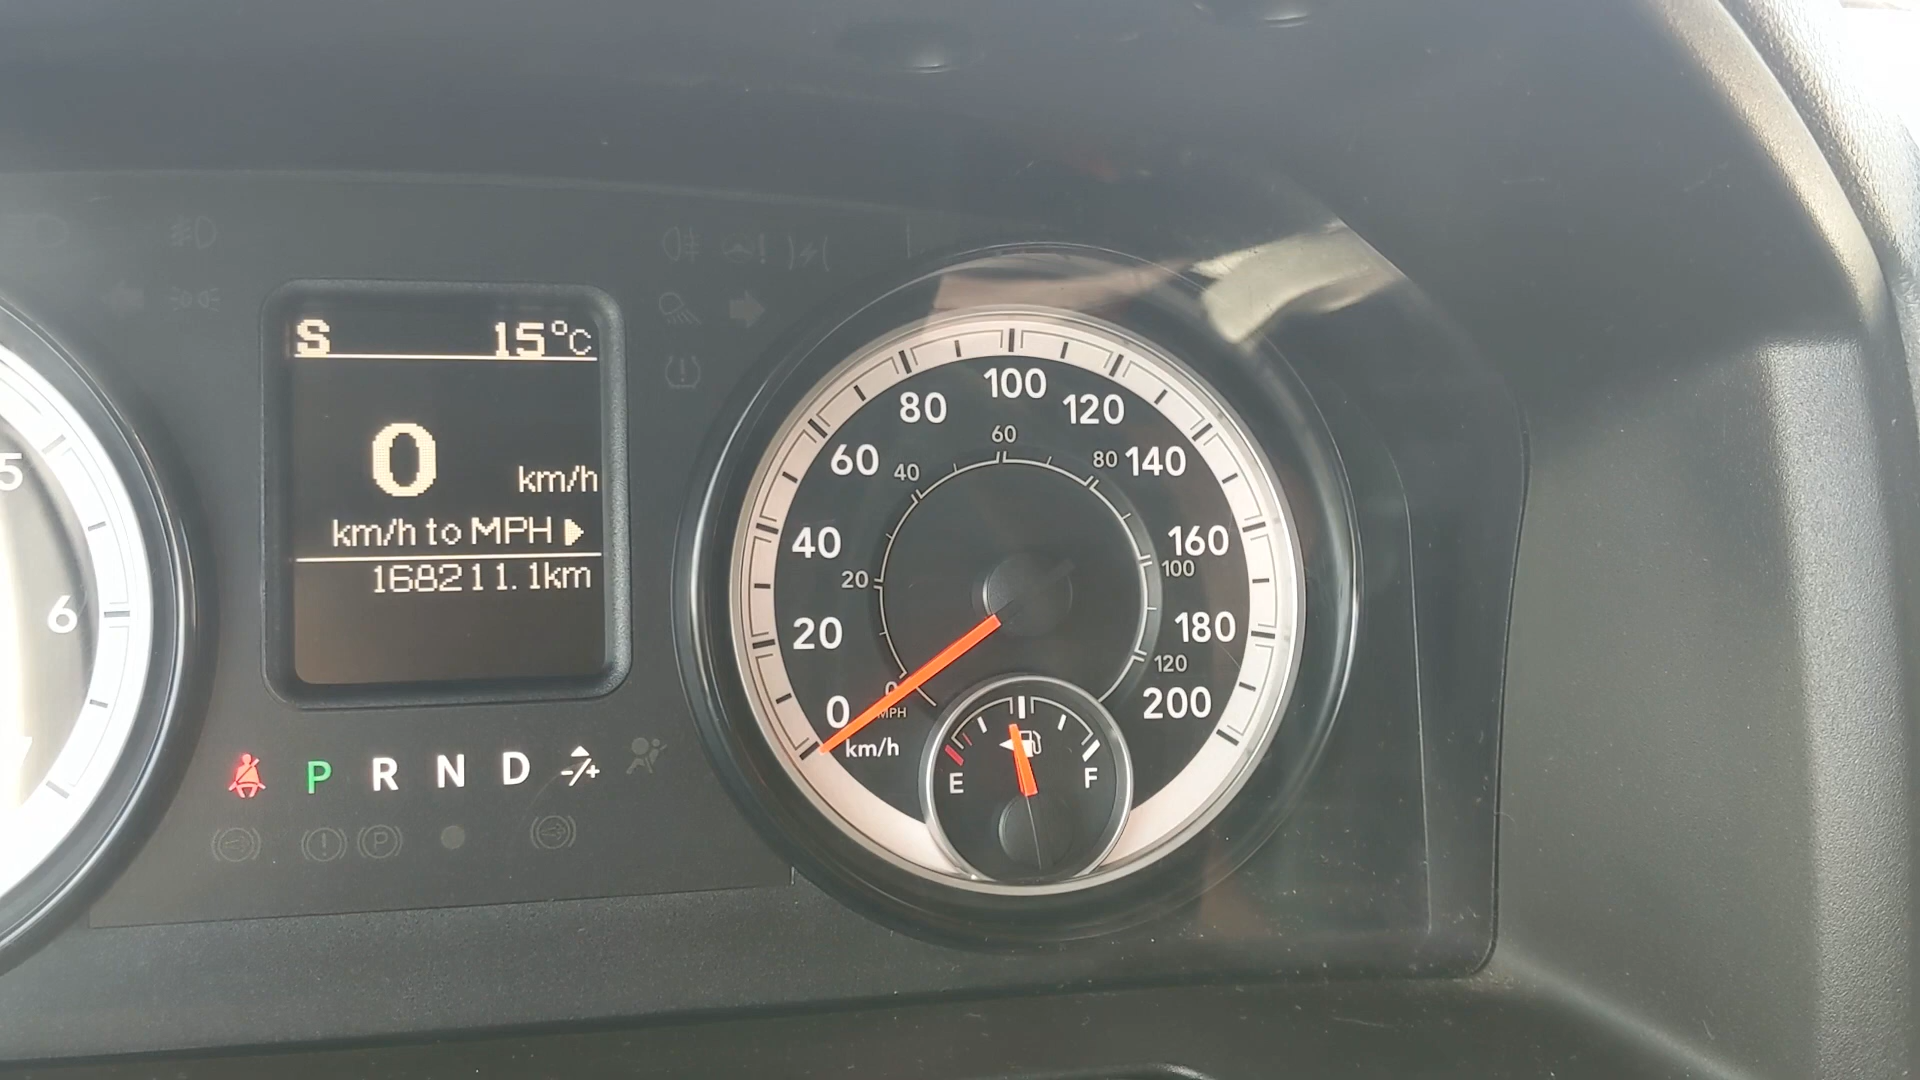 S 15°C
0 km/h
km/h to MPH
168211.1km
5
6
P R N D -/+
P
0 20 40 60 80 100 120 140 160 180 200
km/h
0 20 40 60 80 100 120
MPH
E F